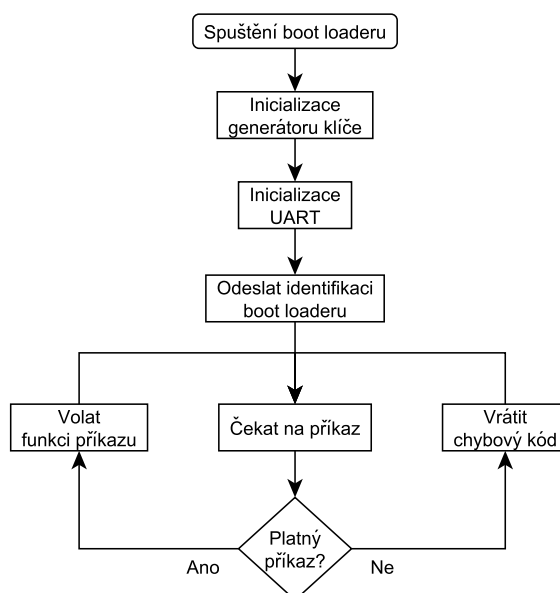 Spuštění boot loaderu
Inicializace
generátoru klíče
Inicializace
UART
Odeslat identifikaci
boot loaderu
Volat
funkci příkazu
Čekat na příkaz
Vrátit
chybový kód
Platný
příkaz?
Ano
Ne